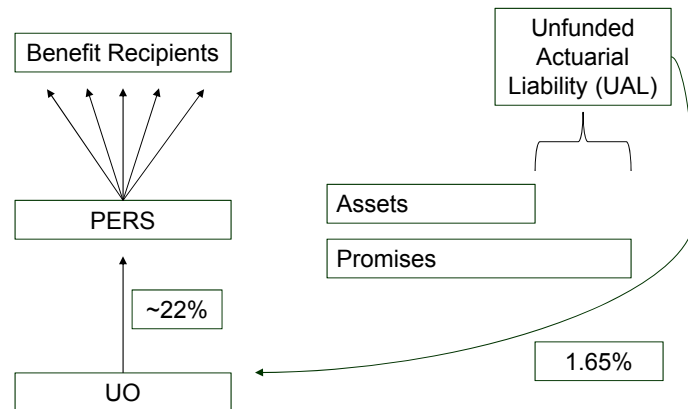 Benefit Recipients
PERS
~22%
UO
Unfunded
Actuarial
Liability (UAL)
Assets
Promises
1.65%